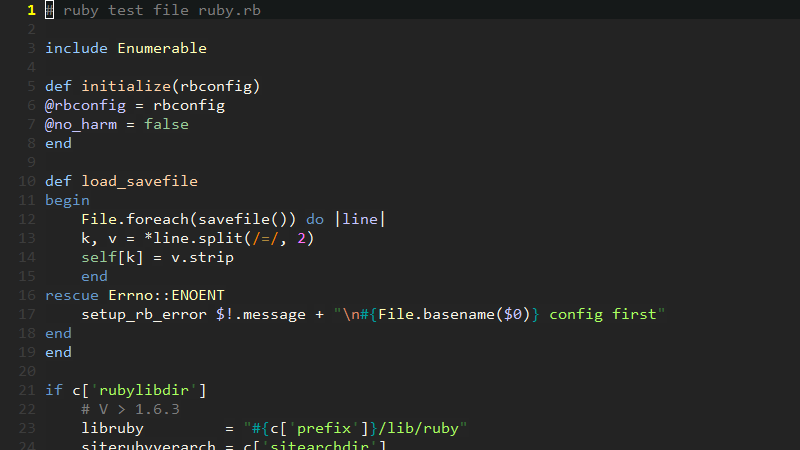 1 # ruby test file ruby.rb
2
3 include Enumerable
4
5 def initialize(rbconfig)
6 @rbconfig = rbconfig
7 @no_harm = false
8 end
9
10 def load_savefile
11 begin
12     File.foreach(savefile()) do |line|
13     k, v = *line.split(/=/, 2)
14     self[k] = v.strip
15     end
16 rescue Errno::ENOENT
17     setup_rb_error $!.message + "\n#{File.basename($0)} config first"
18 end
19 end
20
21 if c['rubylibdir']
22     # V > 1.6.3
23     libruby         = "#{c['prefix']}/lib/ruby"
24     siterubyverarch = c['sitearchdir']